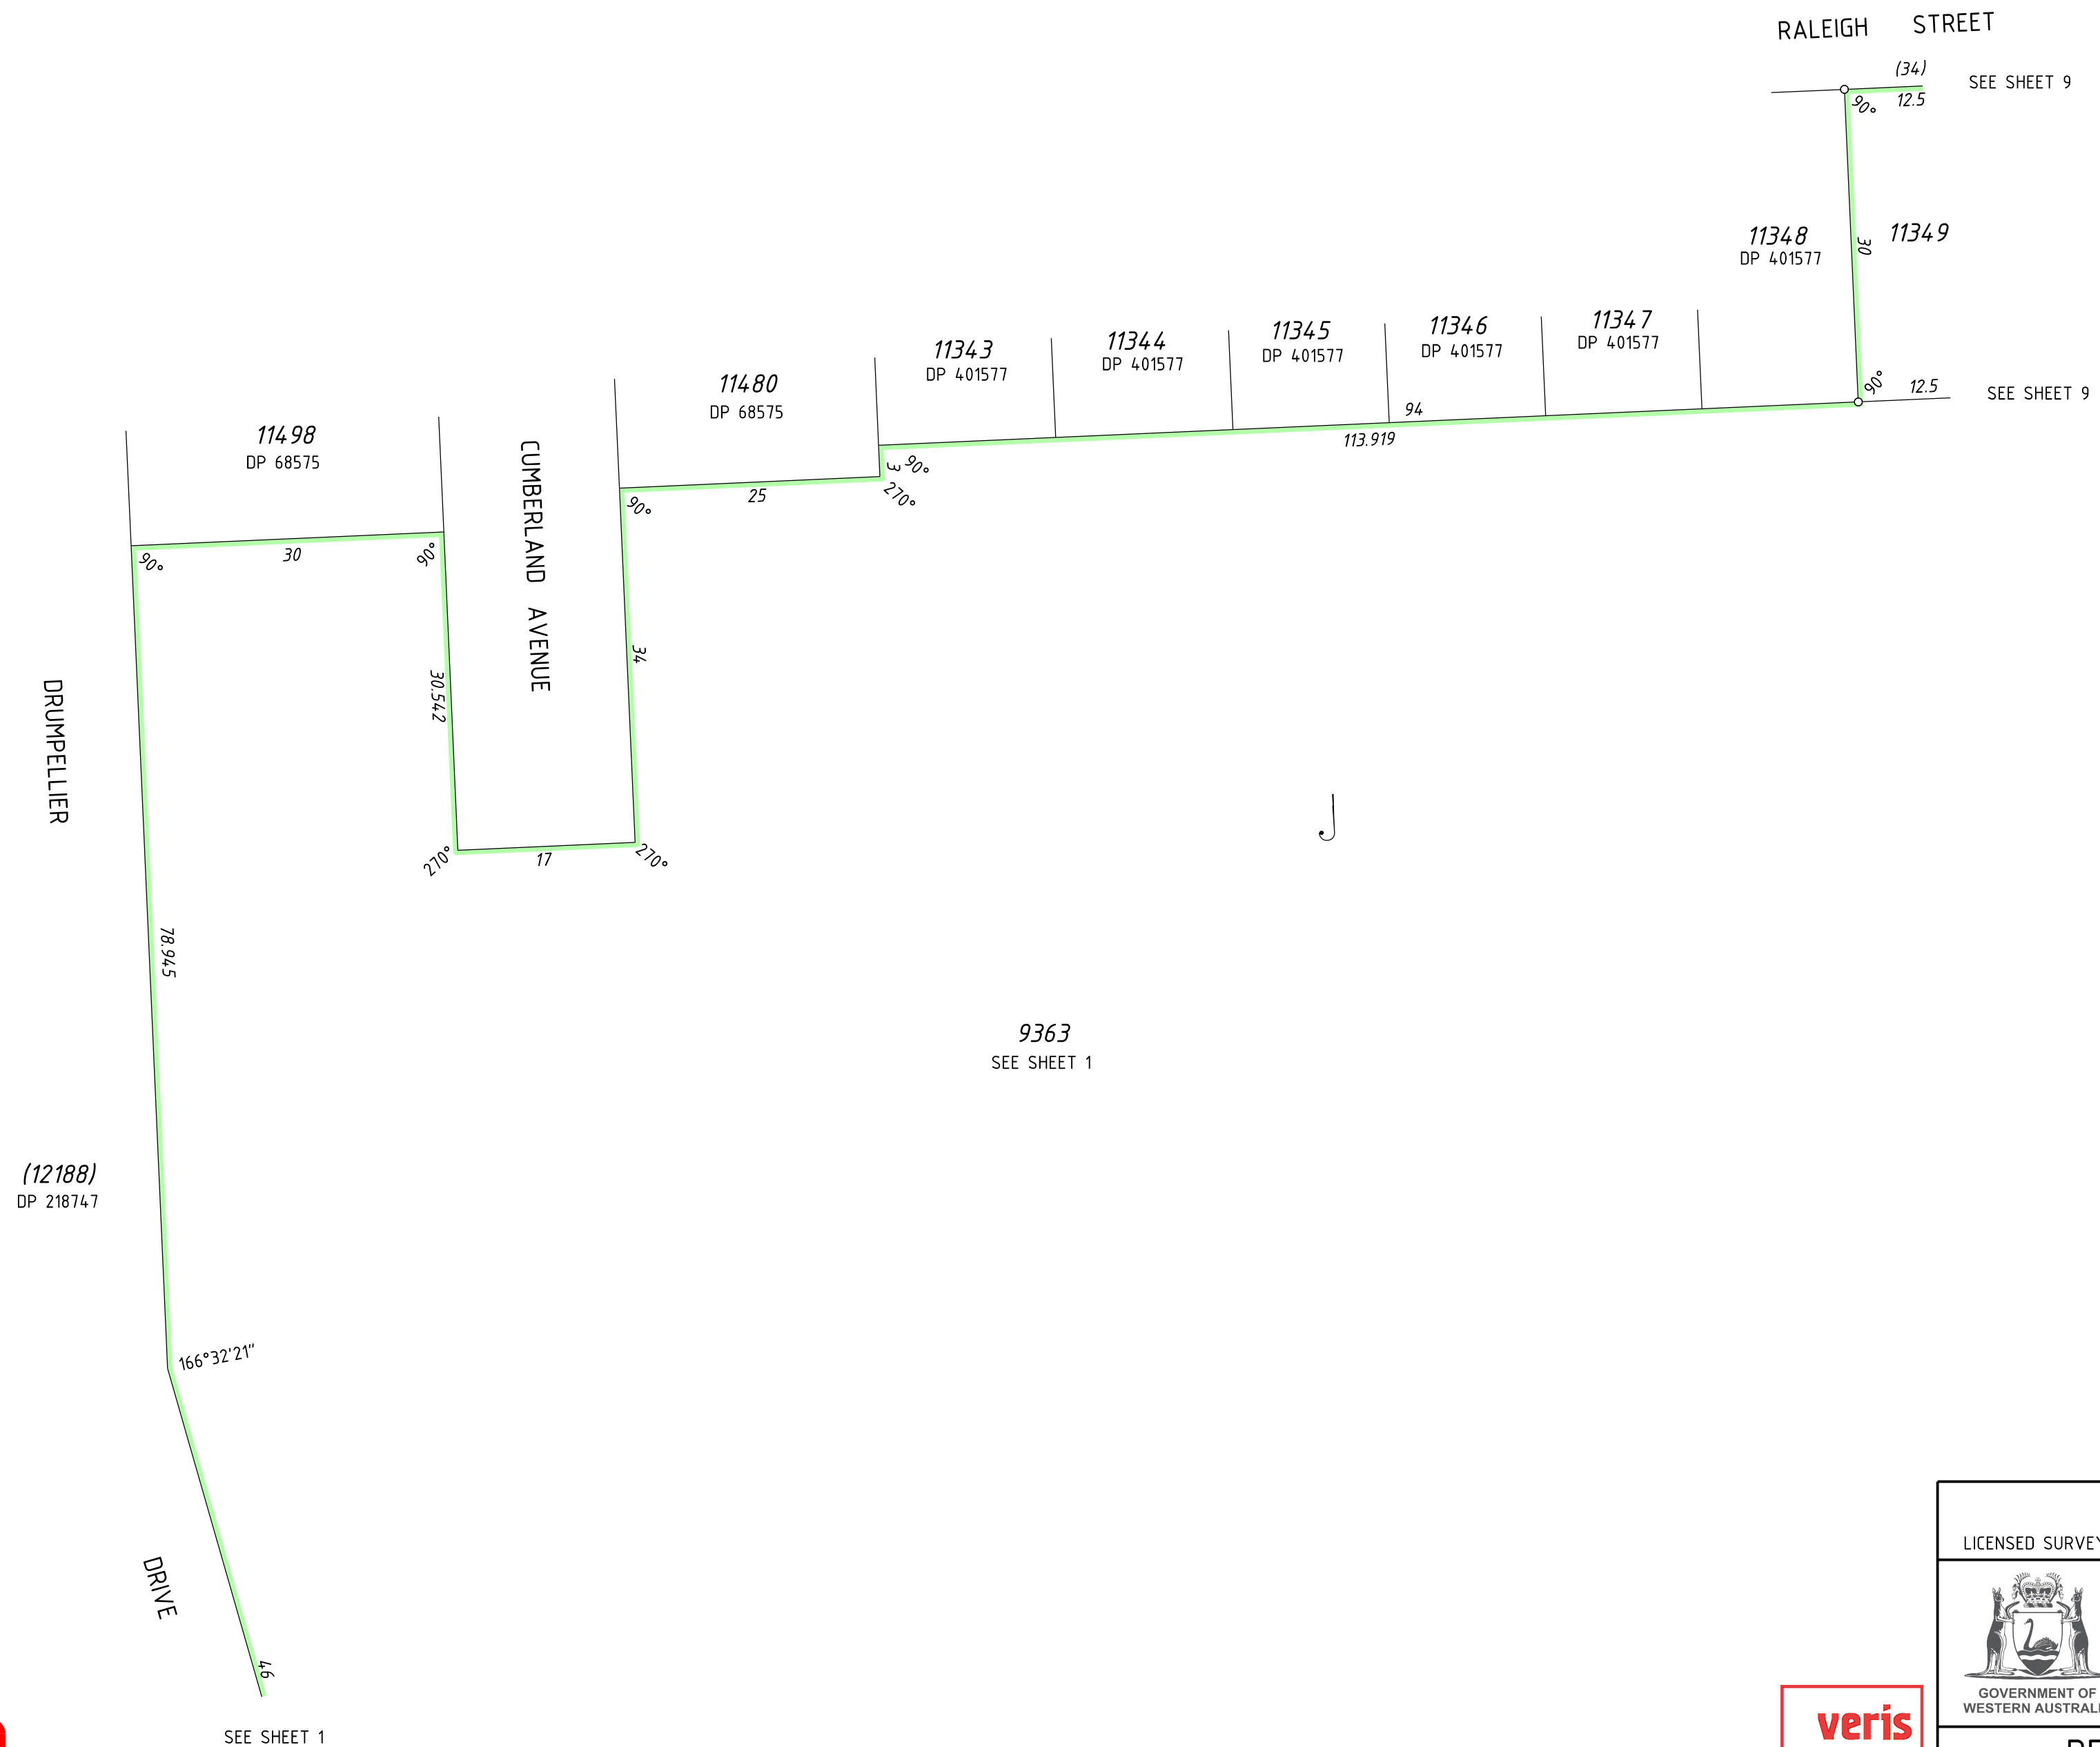 RALEIGH STREET
(34)
SEE SHEET 9
90° 12.5
11348
DP 401577
30
11349
11347
DP 401577
11346
DP 401577
11345
DP 401577
11344
DP 401577
11343
DP 401577
90°
12.5
SEE SHEET 9
11480
DP 68575
94
113.919
11498
DP 68575
CUMBERLAND AVENUE
3
90°
270°
25
90°
30
90°
90°
34
30.542
DRUMPELLIER
270°
17
270°
J
78.945
9363
SEE SHEET 1
(12188)
DP 218747
166°32'21"
DRIVE
46
SEE SHEET 1
LICENSED SURVEY
GOVERNMENT OF
WESTERN AUSTRALI
veris